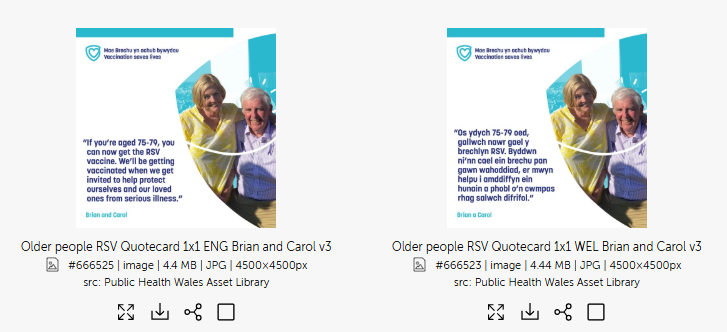 Mae Brechu yn achub bywydau
Vaccination saves lives
"If you're aged 75-79, you
can now get the RSV
vaccine. We'll be getting
vaccinated when we get
invited to help protect
ourselves and our loved
ones from serious illness."
Brian and Carol
Older people RSV Quotecard 1x1 ENG Brian and Carol v3
#666525 | image | 4.4 MB | JPG | 4500x4500px
src: Public Health Wales Asset Library
Mae Brechu yn achub bywydau
Vaccination saves lives
"Os ydych 75-79 oed,
gallwch nawr gael y
brechlyn RSV. Byddwn
ni'n cael ein brechu pan
gawn wahoddiad, er mwyn
helpu i amddiffyn ein
hunain a phobl o'n cwmpas
rhag salwch difrifol."
Brian a Carol
Older people RSV Quotecard 1x1 WEL Brian and Carol v3
#666523 | image | 4.44 MB | JPG | 4500x4500px
src: Public Health Wales Asset Library